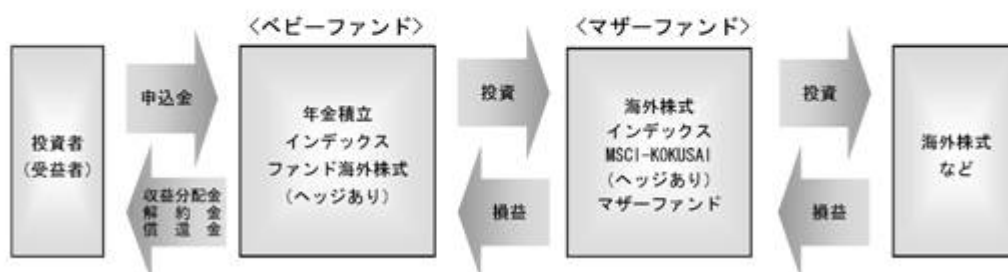 〈ベビーファンド〉
〈マザーファンド〉
投資者
(受益者)
申込金
収益分配金
解約金
償還金
年金積立
インデックス
ファンド海外株式
(ヘッジあり)
投資
損益
海外株式
インデックス
MSCI-KOKUSAI
(ヘッジあり)
マザーファンド
投資
損益
海外株式
など